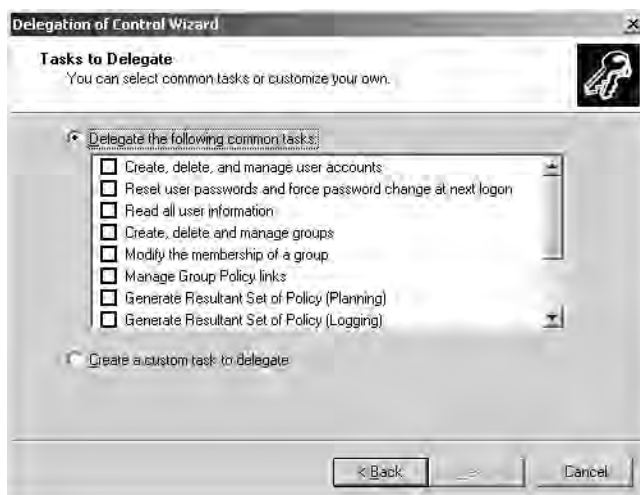 Delegation of Control Wizard
Tasks to Delegate
You can select common tasks or customize your own.
Delegate the following common tasks:
Create, delete, and manage user accounts
Reset user passwords and force password change at next logon
Read all user information
Create, delete and manage groups
Modify the membership of a group
Manage Group Policy links
Generate Resultant Set of Policy (Planning)
Generate Resultant Set of Policy (Logging)
Create a custom task to delegate
< Back
Cancel